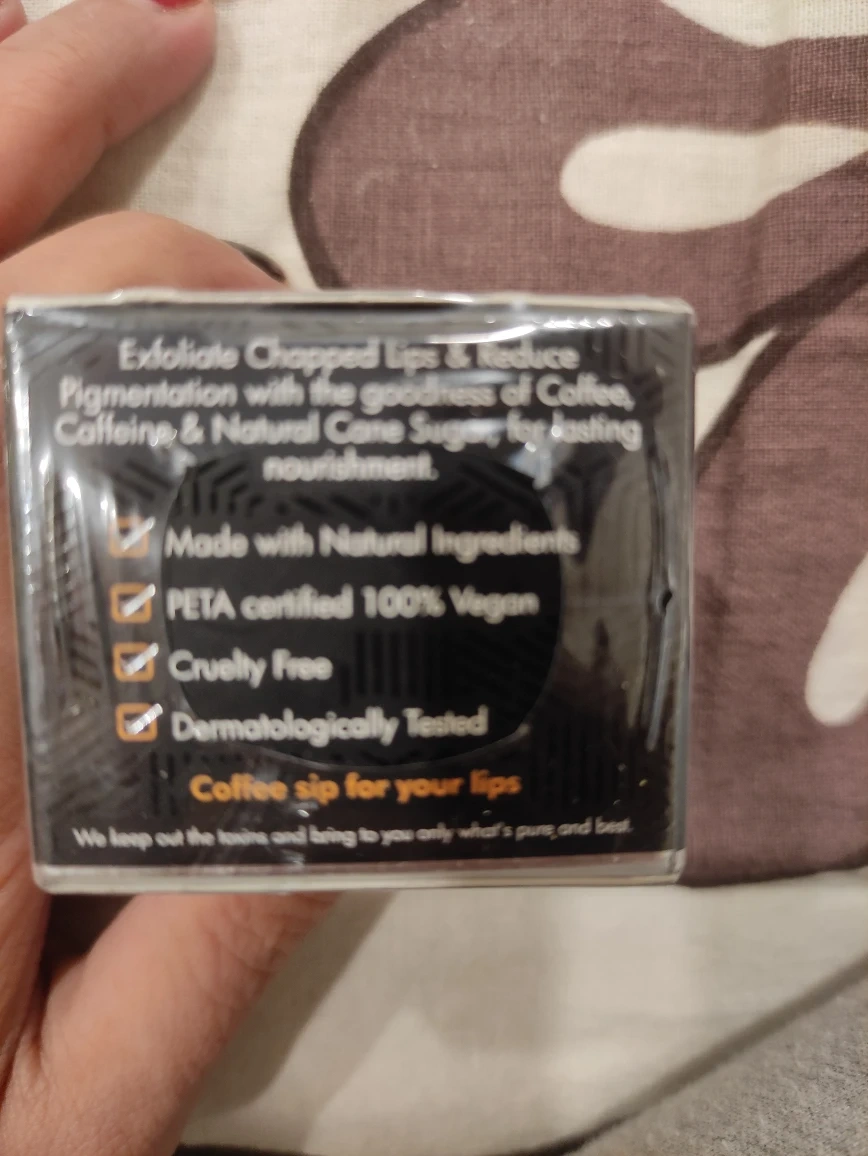 Exfoliate Chapped Lips & Reduce
Pigmentation with the goodness of Coffee,
Caffeine & Natural Cane Sugar, for lasting
nourishment.
Made with Natural Ingredients
PETA certified 100% Vegan
Cruelty Free
Dermatologically Tested
Coffee sip for your lips
We keep out the toxins and bring to you only what's pure and best.